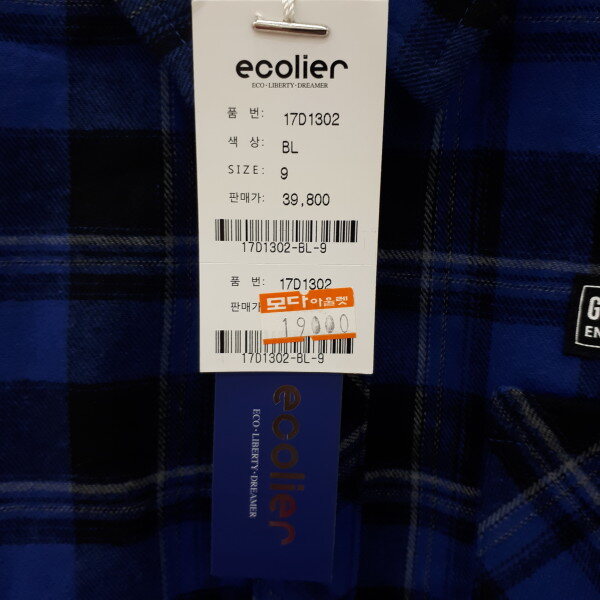 ecolier
ECO·LIBERTY·DREAMER
품 번: 17D1302
색 상: BL
SIZE: 9
판매가: 39,800
17D1302-BL-9
품 번: 17D1302
판매가
모다아울렛
19000
17D1302-BL-9
ecolier
ECO·LIBERTY·DREAMER
G
EN